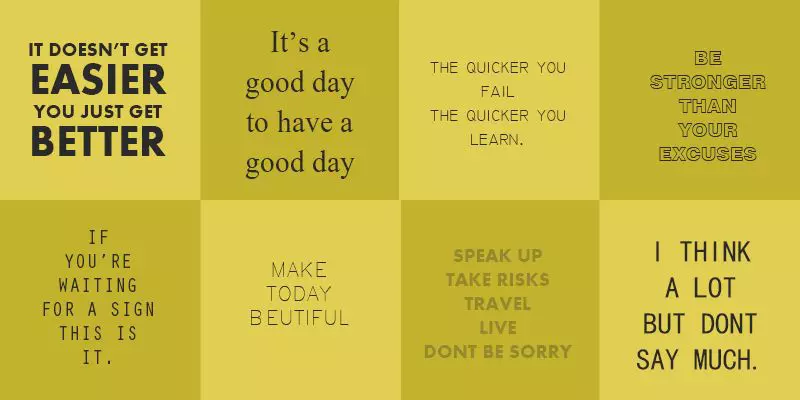 IT DOESN'T GET
EASIER
YOU JUST GET
BETTER
It's a
good day
to have a
good day
THE QUICKER YOU
FAIL
THE QUICKER YOU
LEARN.
BE
STRONGER
THAN
YOUR
EXCUSES
IF
YOU'RE
WAITING
FOR A SIGN
THIS IS
IT.
MAKE
TODAY
BEUTIFUL
SPEAK UP
TAKE RISKS
TRAVEL
LIVE
DONT BE SORRY
I THINK
A LOT
BUT DONT
SAY MUCH.